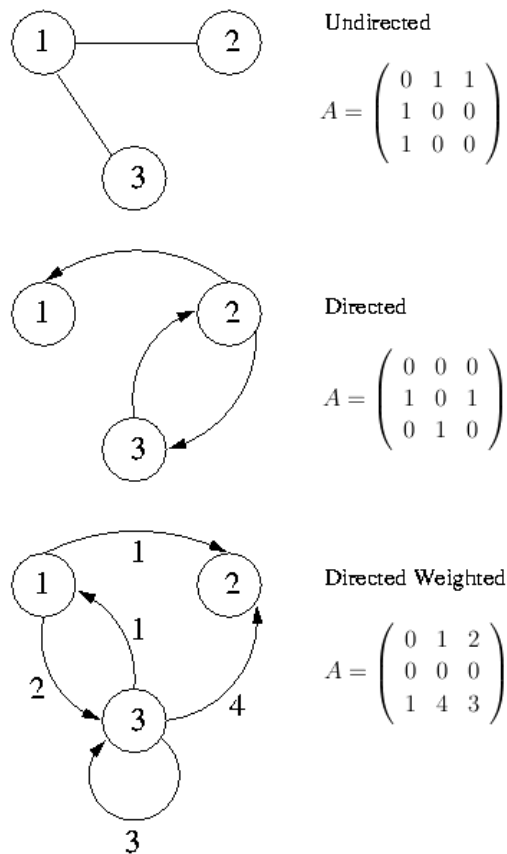 1 2 Undirected
0 1 1
A = 1 0 0
1 0 0
3
1 2 Directed
0 0 0
A = 1 0 1
0 1 0
3
1
1 2 Directed Weighted
1
0 1 2
A = 0 0 0
1 4 3
2 3 4
3